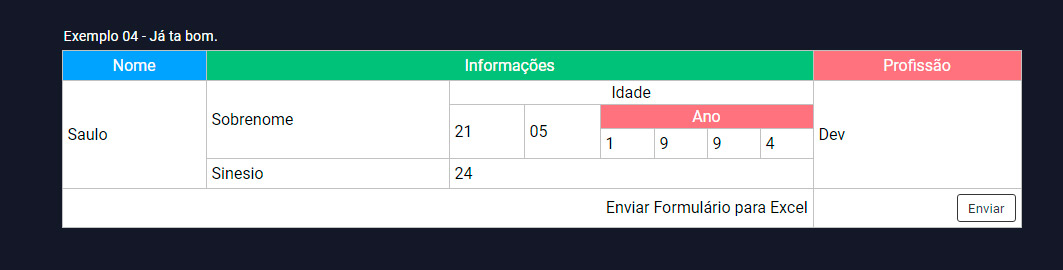 Exemplo 04 - Já ta bom.
Nome Informações Profissão
Idade
Sobrenome Ano
21 05
Saulo Dev
1 9 9 4
Sinesio 24
Enviar Formulário para Excel Enviar